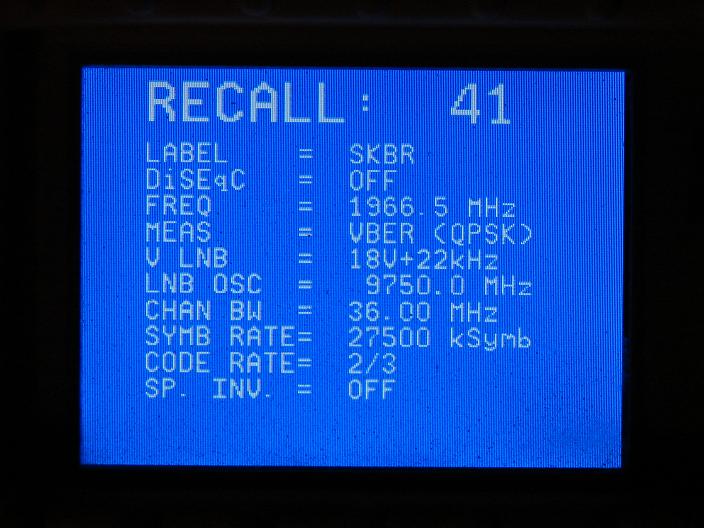 RECALL: 41
LABEL = SKBR
DiSEqC = OFF
FREQ = 1966.5 MHz
MEAS = VBER (QPSK)
V LNB = 18V+22kHz
LNB OSC = 9750.0 MHz
CHAN BW = 36.00 MHz
SYMB RATE= 27500 kSymb
CODE RATE= 2/3
SP. INV. = OFF